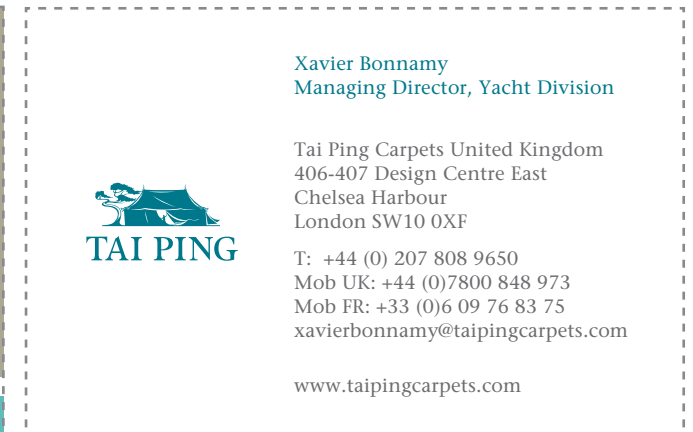 Xavier Bonnamy
Managing Director, Yacht Division
Tai Ping Carpets United Kingdom
406-407 Design Centre East
Chelsea Harbour
London SW10 0XF
TAI PING
T: +44 (0) 207 808 9650
Mob UK: +44 (0)7800 848 973
Mob FR: +33 (0)6 09 76 83 75
xavierbonnamy@taipingcarpets.com
www.taipingcarpets.com